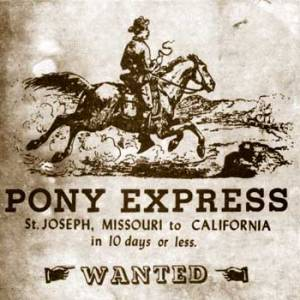 PONY EXPRESS
St. JOSEPH, MISSOURI to CALIFORNIA
in 10 days or less.
WANTED